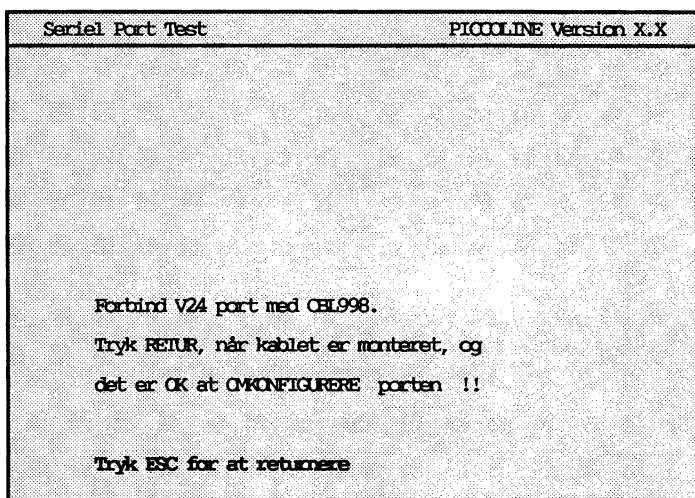 Seriel Port Test PICCOLINE Version X.X
Forbind V24 port med CBL998.
Tryk RETUR, når kablet er monteret, og
det er OK at OMKONFIGURERE porten !!
Tryk ESC for at returnere